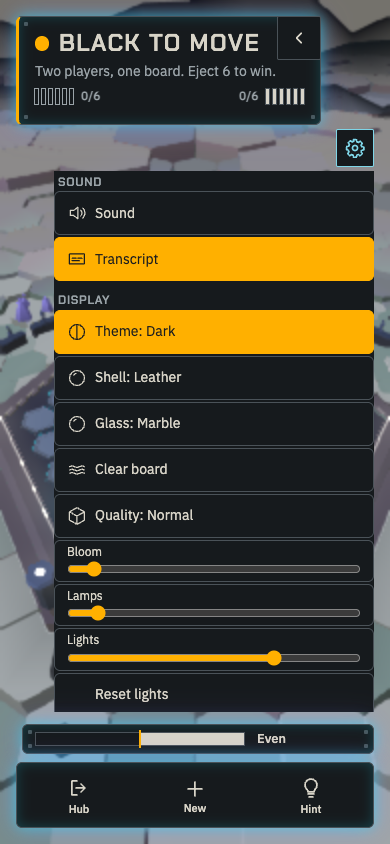 BLACK TO MOVE
Two players, one board. Eject 6 to win.
0/6 0/6
SOUND
Sound
Transcript
DISPLAY
Theme: Dark
Shell: Leather
Glass: Marble
Clear board
Quality: Normal
Bloom
Lamps
Lights
Reset lights
Even
Hub New Hint